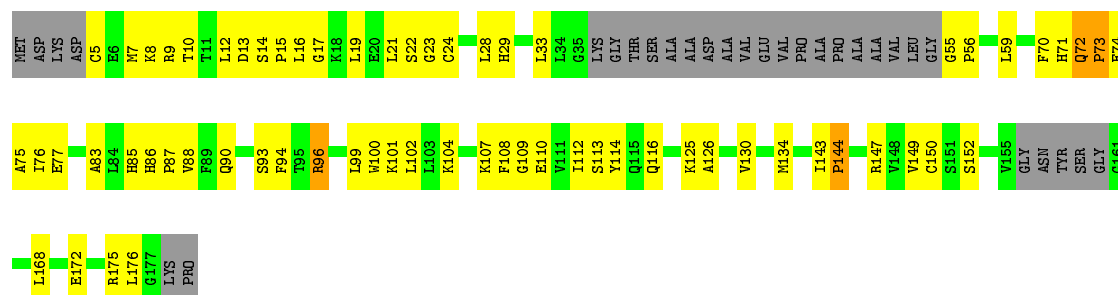 MET ASP LYS ASP C5 E6 M7 K8 R9 T10 T11 L12 D13 S14 P15 L16 G17 K18 L19 E20 L21 S22 G23 C24 L28 H29 L33 L34 G35 LYS GLY THR SER ALA ALA ASP ALA ALA VAL GLU VAL PRO ALA PRO ALA ALA VAL LEU GLY G55 P56 L59 F70 H71 Q72 P73
A75 I76 E77 A83 L84 H85 H86 P87 V88 F89 Q90 S93 F94 T95 R96 L99 W100 K101 L102 L103 K104 K107 F108 G109 E110 V111 I112 S113 Y114 Q115 Q116 K125 A126 V130 M134 I143 P144 R147 V148 V149 C150 S151 S152 V155 GLY ASN TYR SER GLY
L168 E172 R175 L176 G177 LYS PRO